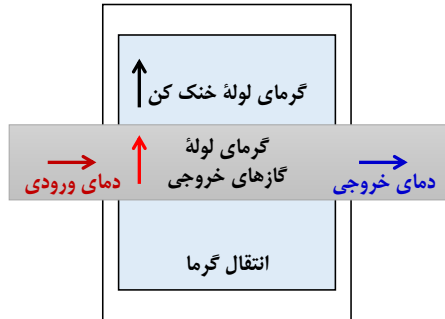 گرمای لولهٔ خنک کن
گرمای لولهٔ
گازهای خروجی
دمای ورودی
دمای خروجی
انتقال گرما